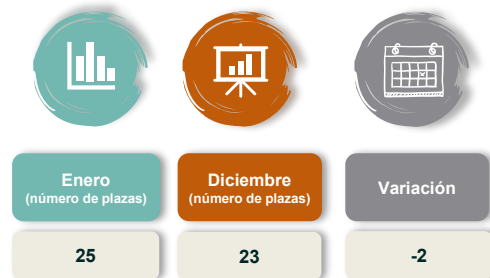 Enero
(número de plazas)
Diciembre
(número de plazas)
Variación
25
23
-2